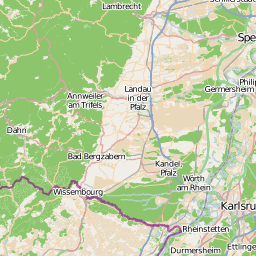 Lambrecht
Spe
Annweiler
am Trifels
Landau
in der
Pfalz
Phili
Germersheim
Dahn
Bad Bergzabern
Kandel
Pfalz
Wörth
am Rhein
Wissembourg
Karlsru
Rheinstetten
Ettlinge
Durmersheim